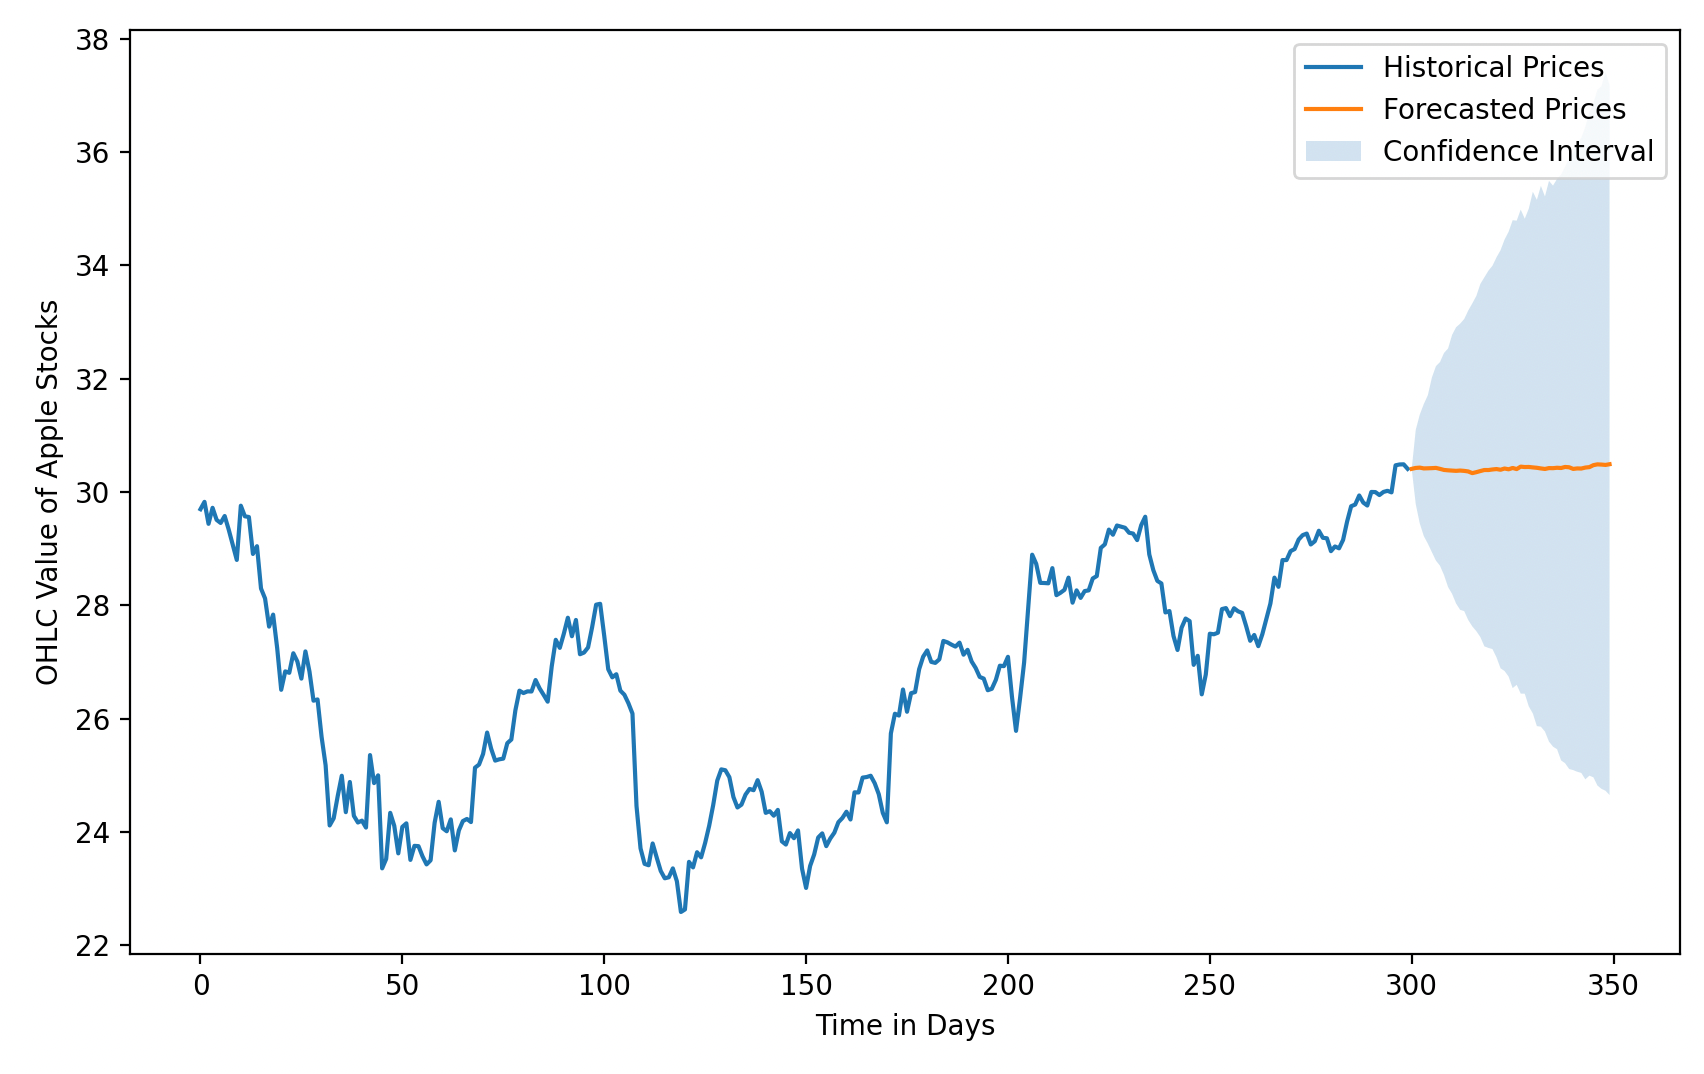 38
36
34
32
30
28
26
24
22
OHLC Value of Apple Stocks
Historical Prices
Forecasted Prices
Confidence Interval
0 50 100 150 200 250 300 350
Time in Days